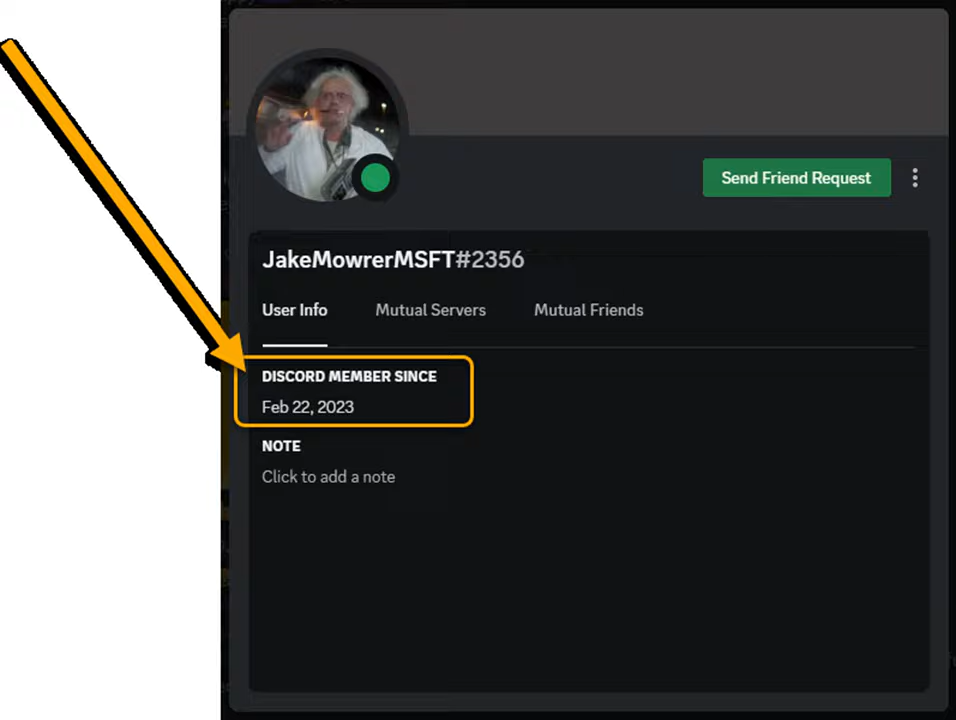 Send Friend Request
JakeMowrerMSFT#2356
User Info Mutual Servers Mutual Friends
DISCORD MEMBER SINCE
Feb 22, 2023
NOTE
Click to add a note